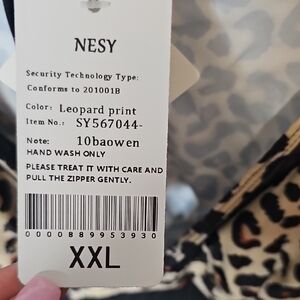 NESY
Security Technology Type:
Conforms to 201001B
Color: Leopard print
Item No.: SY567044-
Note: 10baowen
HAND WASH ONLY
PLEASE TREAT IT WITH CARE AND
PULL THE ZIPPER GENTLY.
0000889953930
XXL